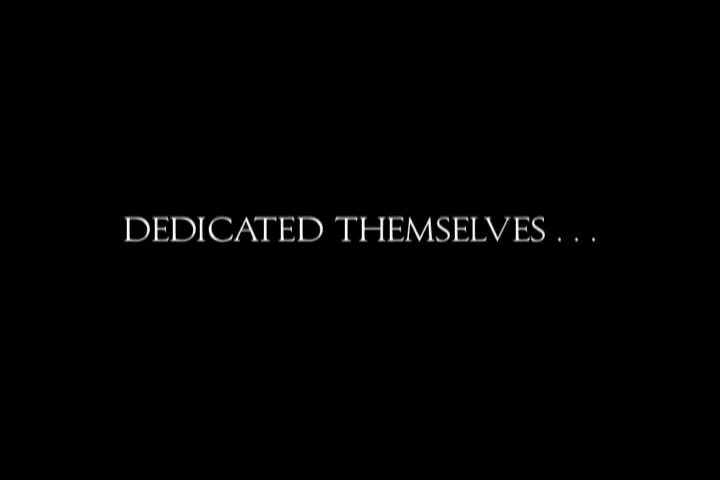 DEDICATED THEMSELVES . . .